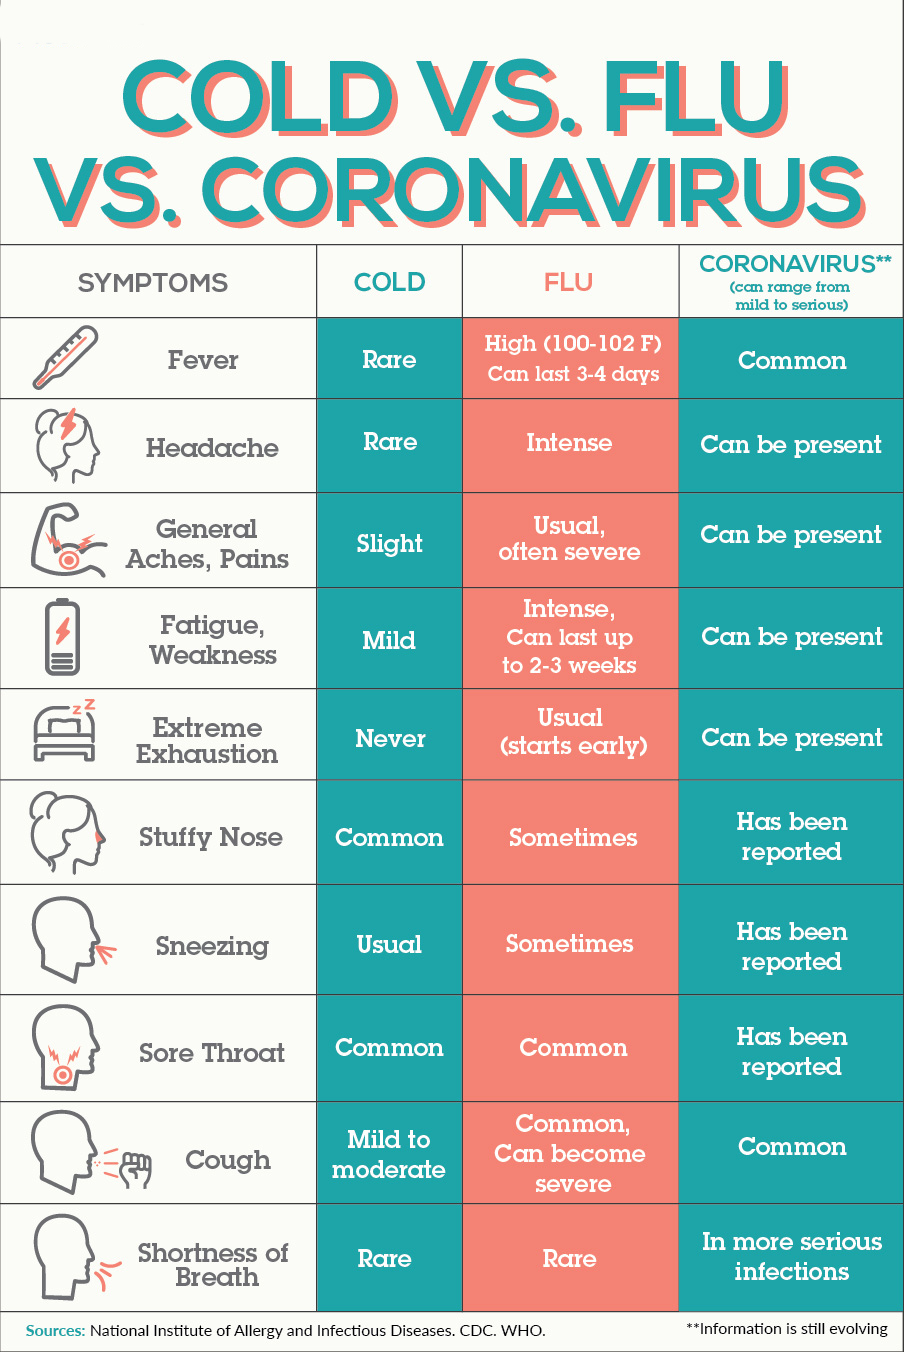 COLD VS. FLU
VS. CORONAVIRUS
SYMPTOMS
COLD
FLU
CORONAVIRUS**
(can range from
mild to serious)
Fever
Rare
High (100-102 F)
Can last 3-4 days
Common
Headache
Rare
Intense
Can be present
General
Aches, Pains
Slight
Usual,
often severe
Can be present
Fatigue,
Weakness
Mild
Intense,
Can last up
to 2-3 weeks
Can be present
z Z
Extreme
Exhaustion
Never
Usual
(starts early)
Can be present
Stuffy Nose
Common
Sometimes
Has been
reported
Sneezing
Usual
Sometimes
Has been
reported
Sore Throat
Common
Common
Has been
reported
Cough
Mild to
moderate
Common,
Can become
severe
Common
Shortness of
Breath
Rare
Rare
In more serious
infections
Sources: National Institute of Allergy and Infectious Diseases. CDC. WHO.
**Information is still evolving